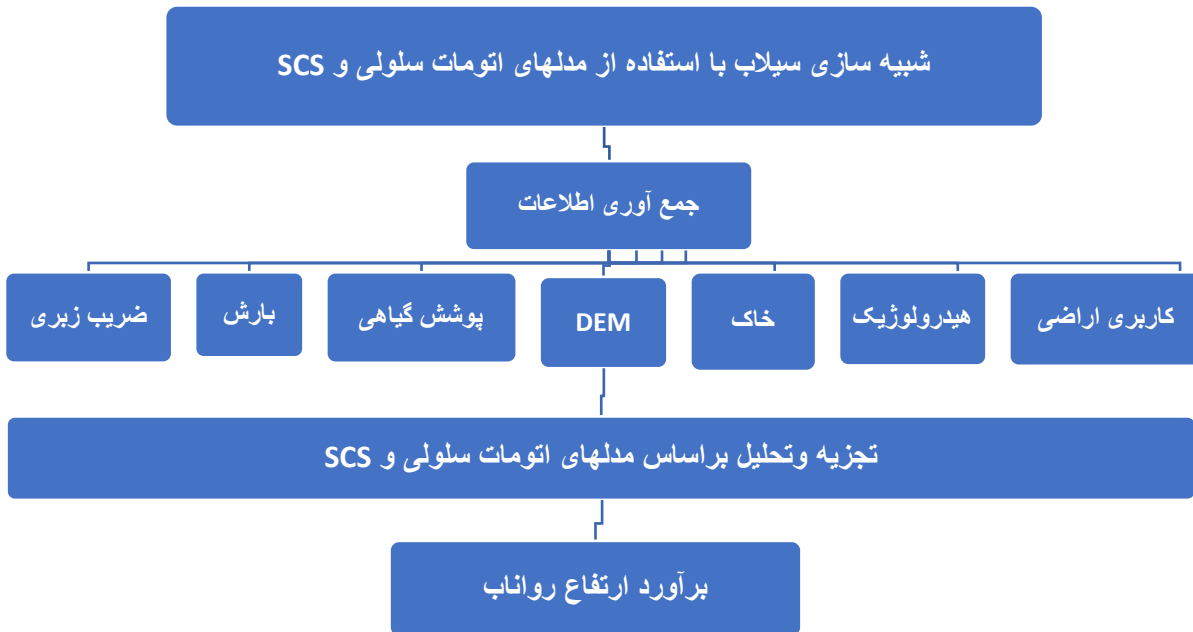 شبیه سازی سیلاب با استفاده از مدلهای اتومات سلولی و SCS
جمع آوری اطلاعات
کاربری اراضی
هیدرولوژیک
خاک
DEM
پوشش گیاهی
بارش
ضریب زبری
تجزیه وتحلیل براساس مدلهای اتومات سلولی و SCS
برآورد ارتفاع رواناب